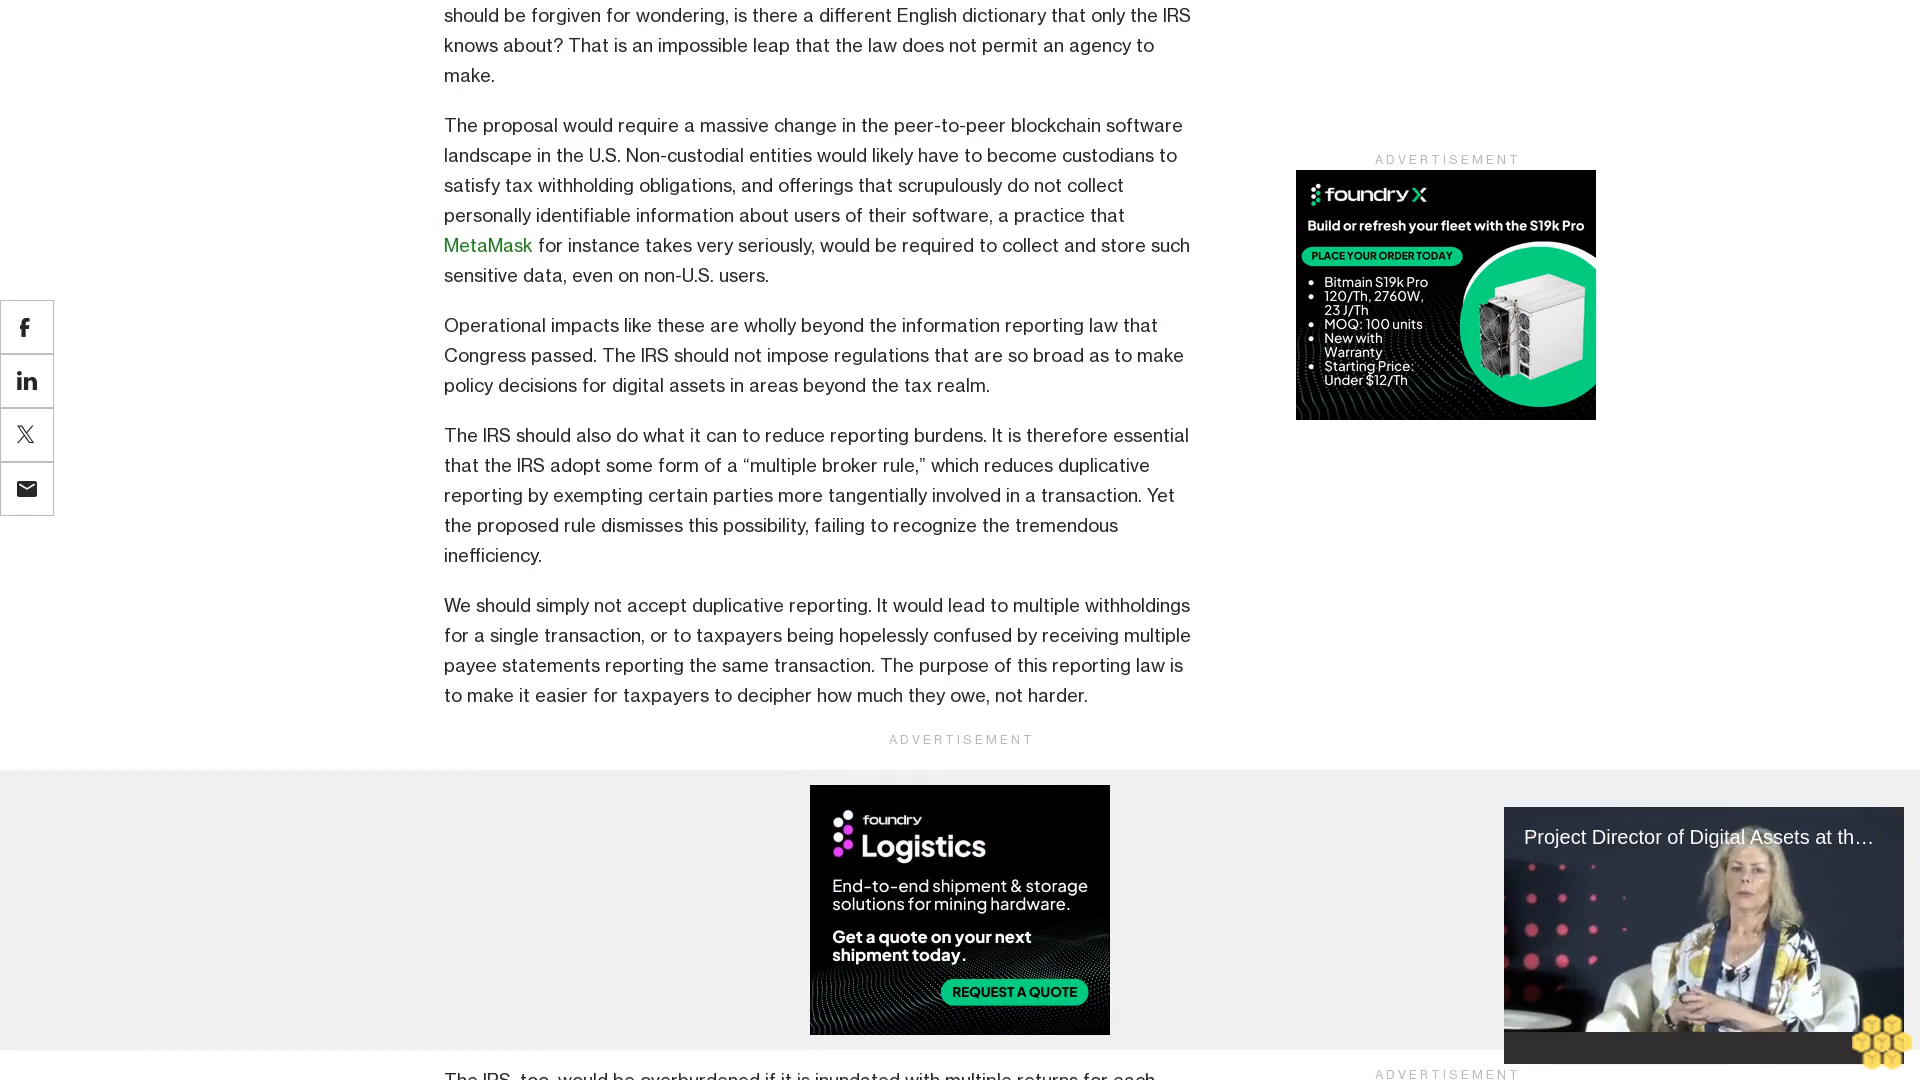 should be forgiven for wondering, is there a different English dictionary that only the IRS
knows about? That is an impossible leap that the law does not permit an agency to
make.
The proposal would require a massive change in the peer-to-peer blockchain software
landscape in the U.S. Non-custodial entities would likely have to become custodians to
satisfy tax withholding obligations, and offerings that scrupulously do not collect
personally identifiable information about users of their software, a practice that
MetaMask for instance takes very seriously, would be required to collect and store such
sensitive data, even on non-U.S. users.
Operational impacts like these are wholly beyond the information reporting law that
Congress passed. The IRS should not impose regulations that are so broad as to make
policy decisions for digital assets in areas beyond the tax realm.
The IRS should also do what it can to reduce reporting burdens. It is therefore essential
that the IRS adopt some form of a “multiple broker rule,” which reduces duplicative
reporting by exempting certain parties more tangentially involved in a transaction. Yet
the proposed rule dismisses this possibility, failing to recognize the tremendous
inefficiency.
We should simply not accept duplicative reporting. It would lead to multiple withholdings
for a single transaction, or to taxpayers being hopelessly confused by receiving multiple
payee statements reporting the same transaction. The purpose of this reporting law is
to make it easier for taxpayers to decipher how much they owe, not harder.
ADVERTISEMENT
foundry X
Build or refresh your fleet with the S19k Pro
PLACE YOUR ORDER TODAY
• Bitmain S19k Pro
• 120/Th, 2760W,
23 J/Th
• MOQ: 100 units
• New with
Warranty
• Starting Price:
Under $12/Th
ADVERTISEMENT
foundry
Logistics
End-to-end shipment & storage
solutions for mining hardware.
Get a quote on your next
shipment today.
REQUEST A QUOTE
Project Director of Digital Assets at th...
The IRS, too, would be overburdened if it is inundated with multiple returns for each
ADVERTISEMENT